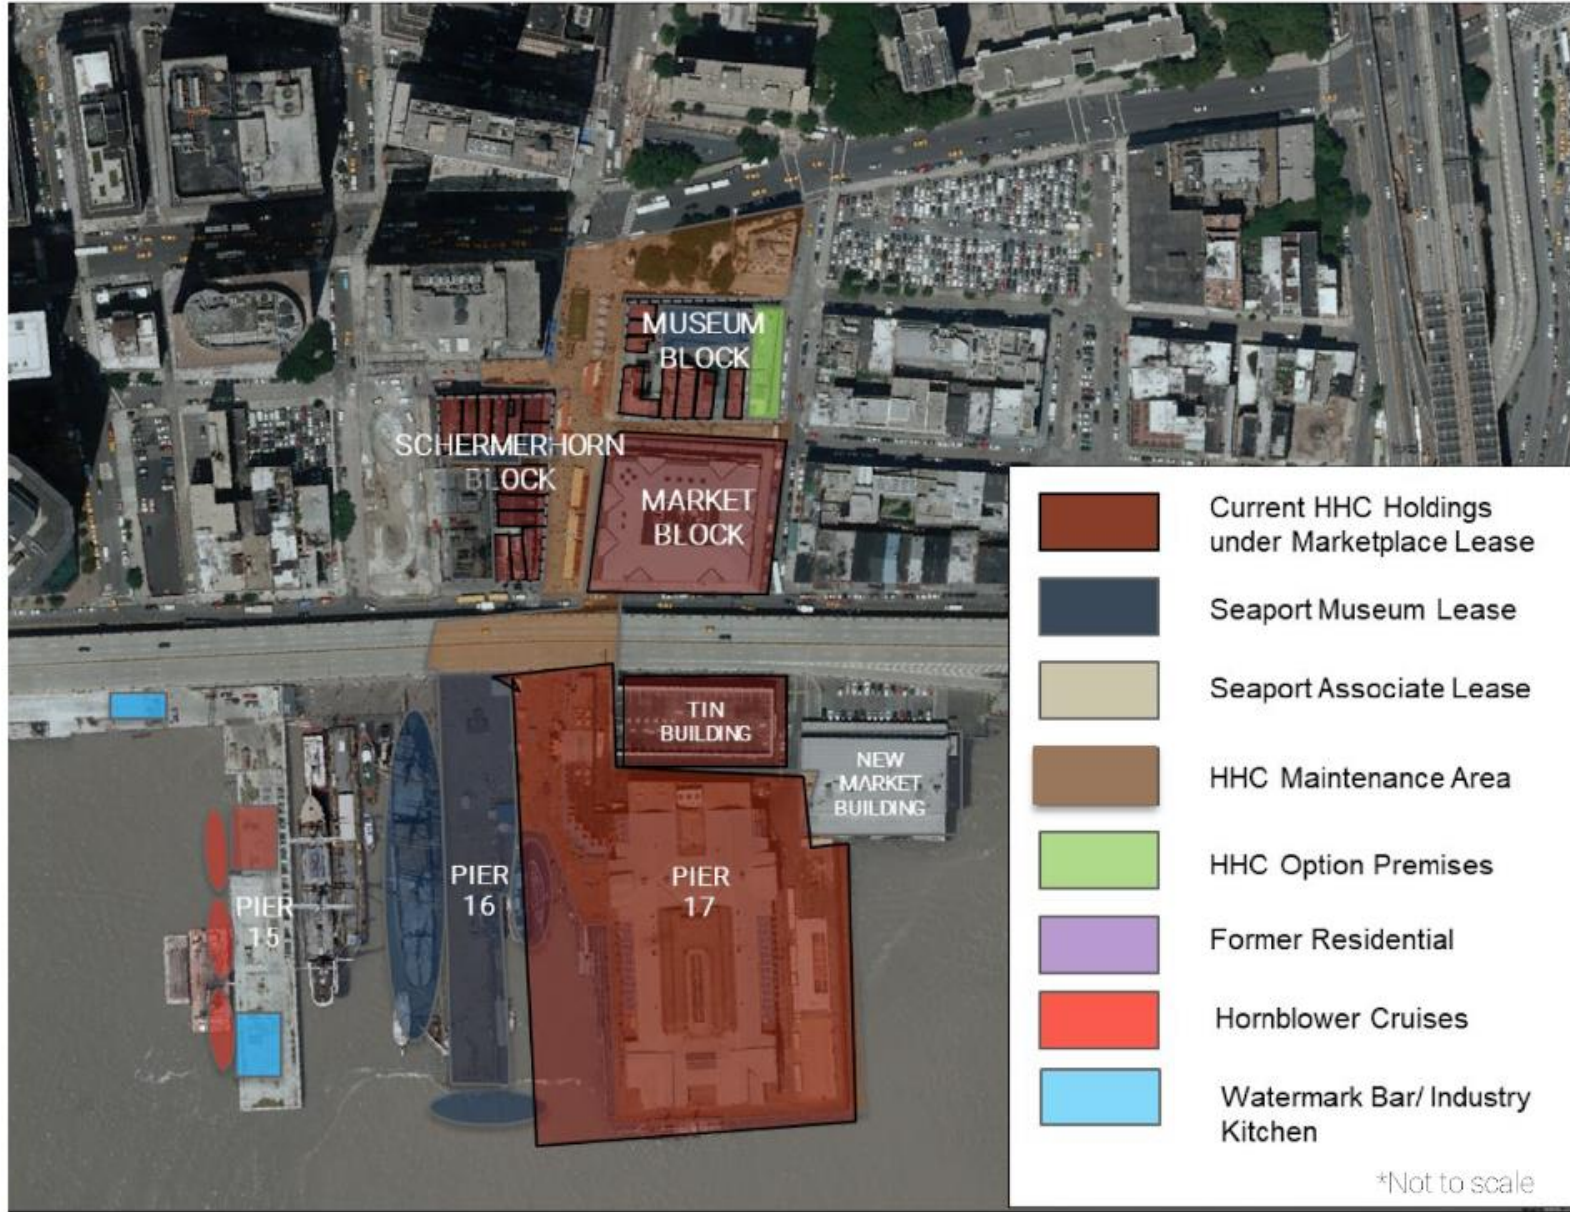 MUSEUM
BLOCK
SCHERMERHORN
BLOCK
MARKET
BLOCK
TIN
BUILDING
NEW
MARKET
BUILDING
PIER
15
PIER
16
PIER
17
Current HHC Holdings
under Marketplace Lease
Seaport Museum Lease
Seaport Associate Lease
HHC Maintenance Area
HHC Option Premises
Former Residential
Hornblower Cruises
Watermark Bar/ Industry
Kitchen
*Not to scale